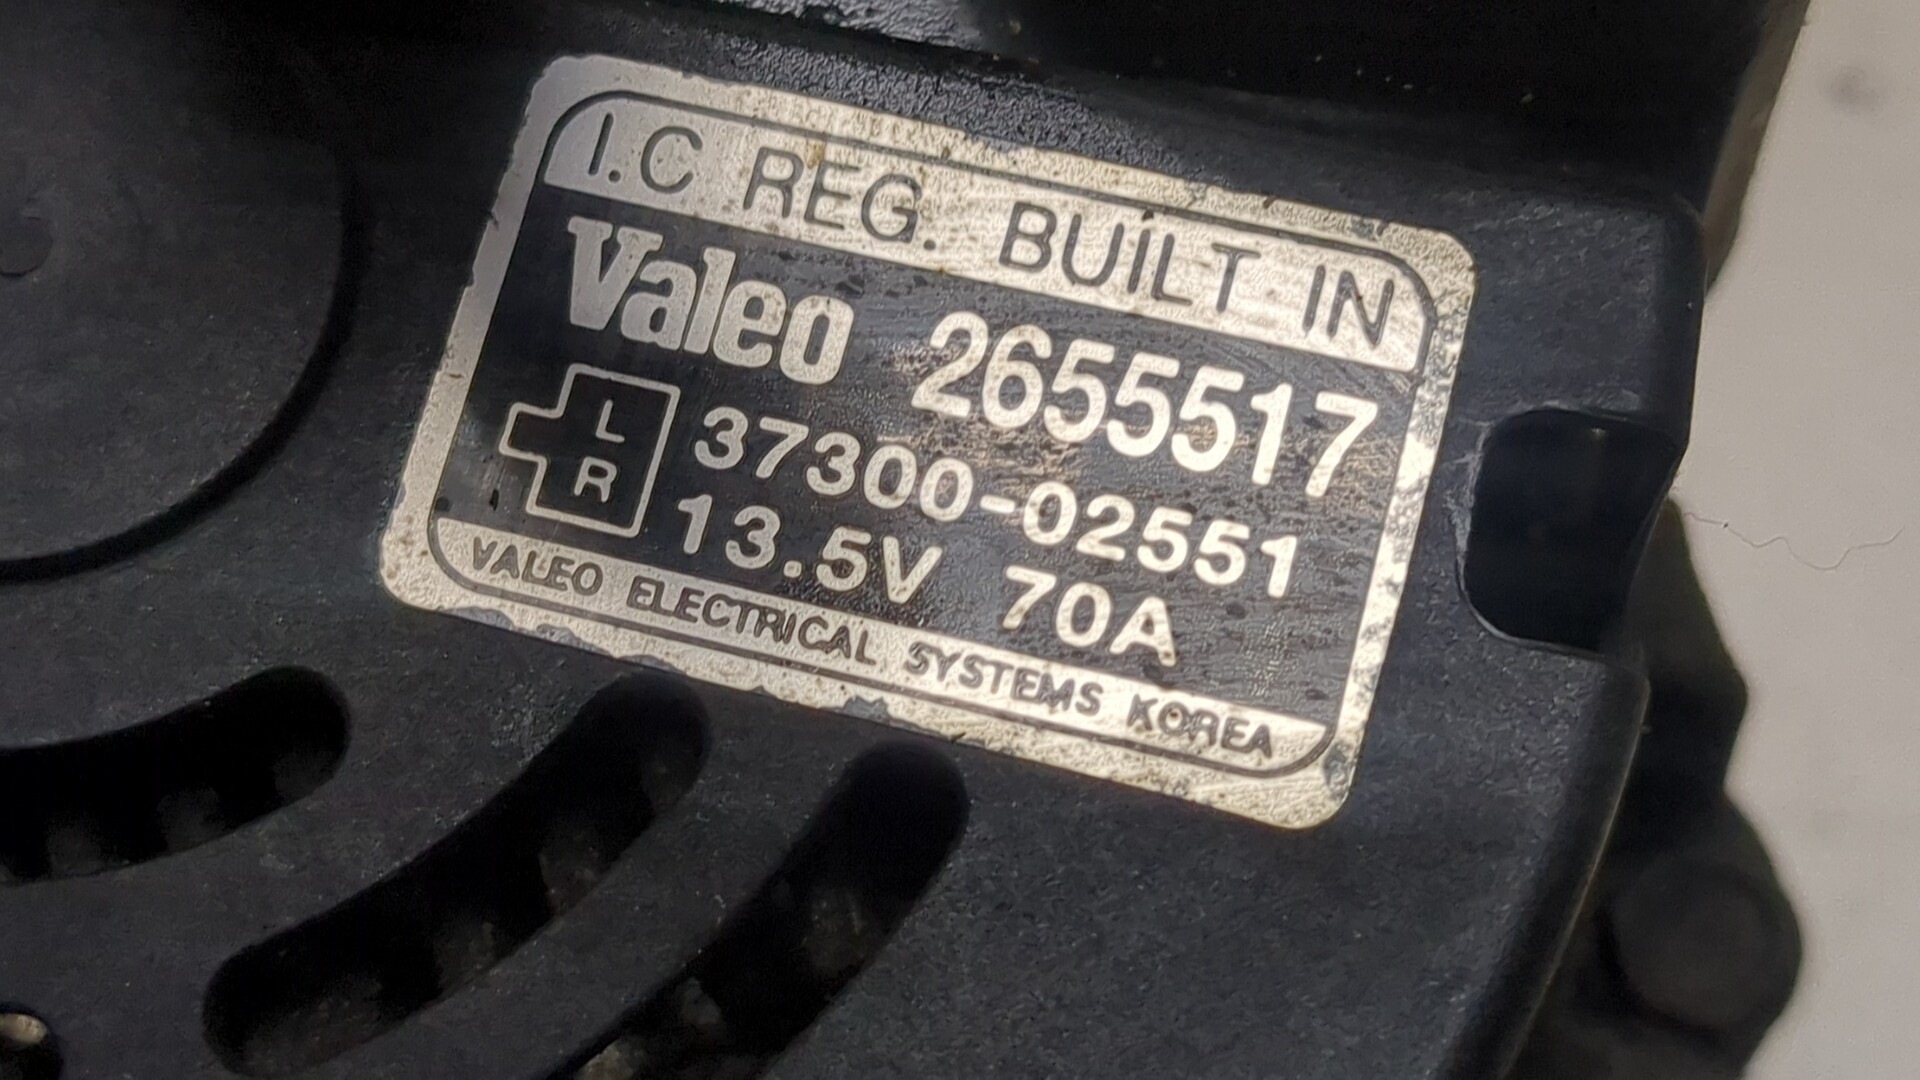 I.C REG. BUILT IN
Valeo 2655517
L
R
37300-02551
13.5V 70A
VALEO ELECTRICAL SYSTEMS KOREA